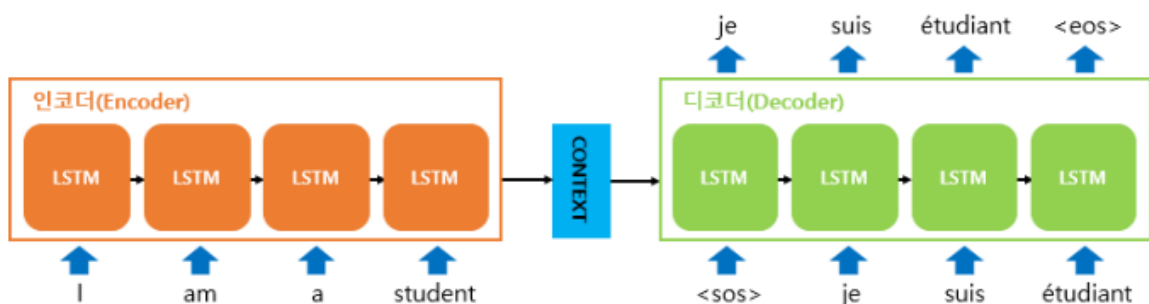 je suis étudiant <eos>
인코더(Encoder)
디코더(Decoder)
LSTM LSTM LSTM LSTM
CONTEXT
LSTM LSTM LSTM LSTM
I am a student
<sos> je suis étudiant